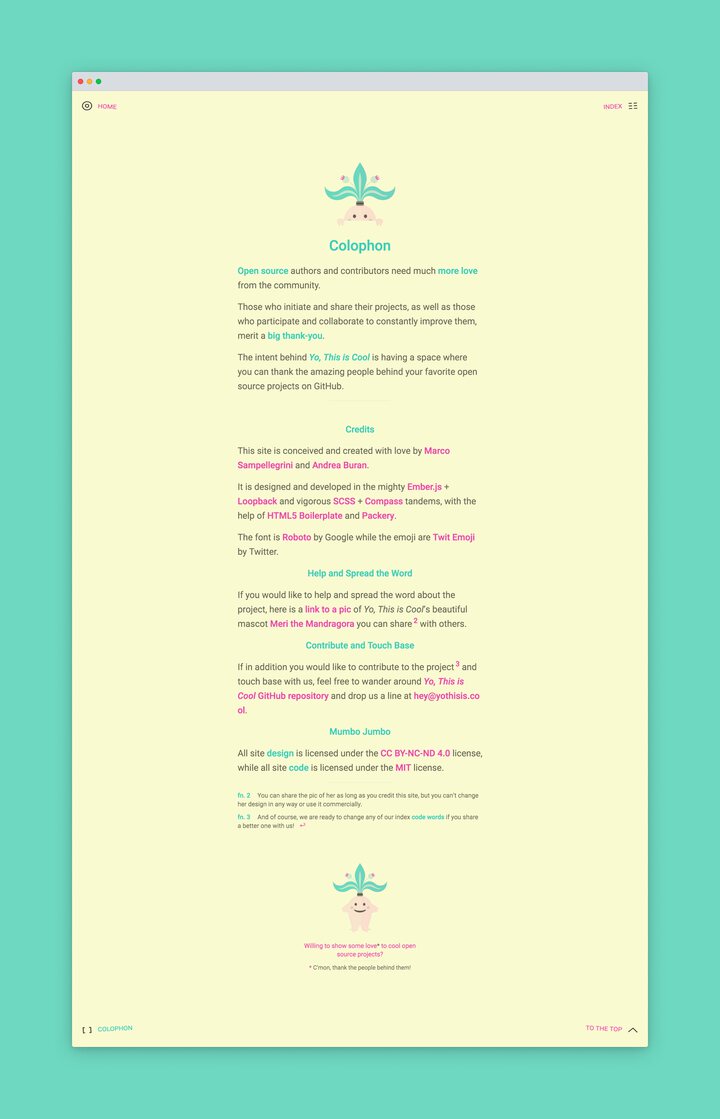 HOME
INDEX
Colophon
Open source authors and contributors need much more love
from the community.
Those who initiate and share their projects, as well as those
who participate and collaborate to constantly improve them,
merit a big thank-you.
The intent behind Yo, This is Cool is having a space where
you can thank the amazing people behind your favorite open
source projects on GitHub.
Credits
This site is conceived and created with love by Marco
Sampellegrini and Andrea Buran.
It is designed and developed in the mighty Ember.js +
Loopback and vigorous SCSS + Compass tandems, with the
help of HTML5 Boilerplate and Packery.
The font is Roboto by Google while the emoji are Twit Emoji
by Twitter.
Help and Spread the Word
If you would like to help and spread the word about the
project, here is a link to a pic of Yo, This is Cool's beautiful
mascot Meri the Mandragora you can share 2 with others.
Contribute and Touch Base
If in addition you would like to contribute to the project 3 and
touch base with us, feel free to wander around Yo, This is
Cool GitHub repository and drop us a line at hey@yothisis.co
ol.
Mumbo Jumbo
All site design is licensed under the CC BY-NC-ND 4.0 license,
while all site code is licensed under the MIT license.
fn. 2 You can share the pic of her as long as you credit this site, but you can't change
her design in any way or use it commercially.
fn. 3 And of course, we are ready to change any of our index code words if you share
a better one with us! ↩
Willing to show some love* to cool open
source projects?
* C'mon, thank the people behind them!
[ ] COLOPHON
TO THE TOP